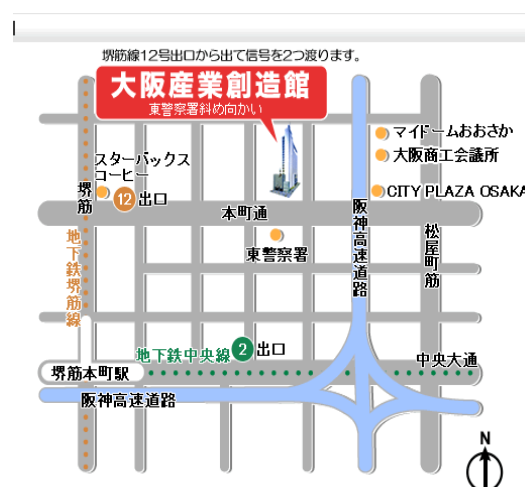 堺筋線12号出口から出て信号を2つ渡ります。
大阪産業創造館
東警察署斜め向かい
マイドームおおさか
大阪商工会議所
スターバックス
コーヒー
CITY PLAZA OSAKA
堺筋
12 出口
本町通
阪神高速道路
松屋町筋
東警察署
地下鉄堺筋線
地下鉄中央線 2 出口
中央大通
堺筋本町駅
阪神高速道路
N